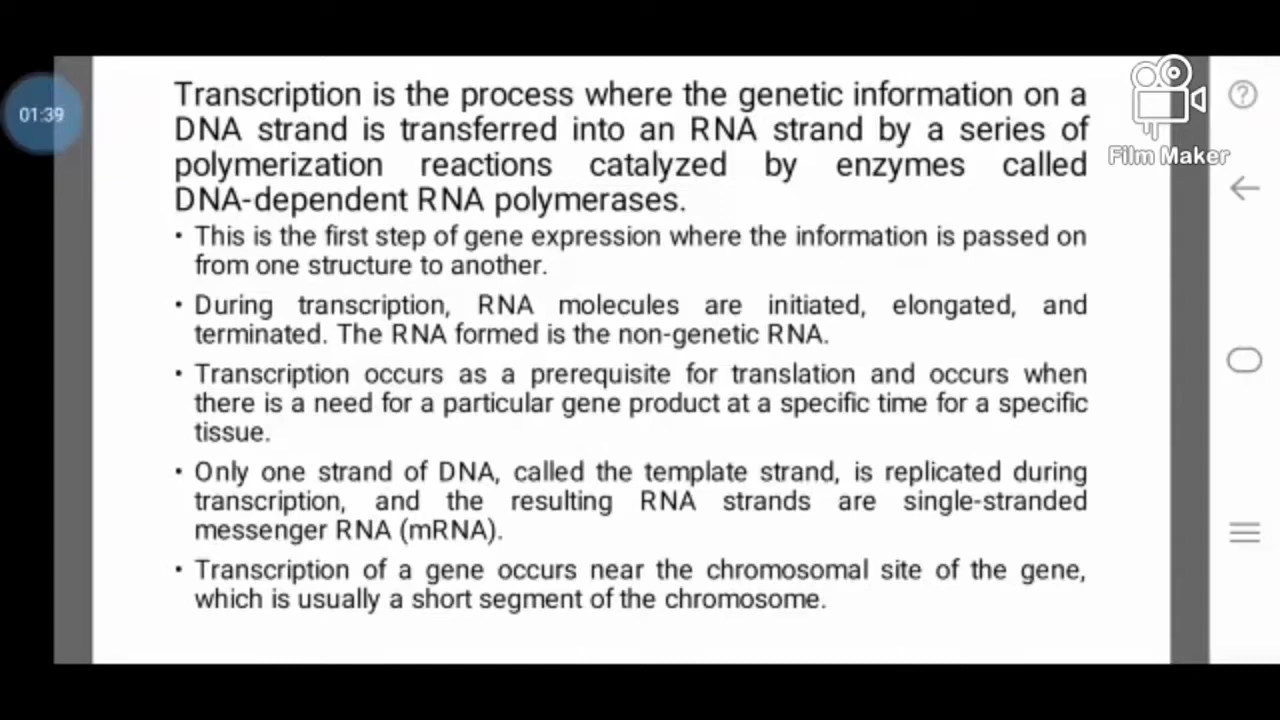 Transcription is the process where the genetic information on a
DNA strand is transferred into an RNA strand by a series of
polymerization reactions catalyzed by enzymes called
DNA-dependent RNA polymerases.
• This is the first step of gene expression where the information is passed on
from one structure to another.
• During transcription, RNA molecules are initiated, elongated, and
terminated. The RNA formed is the non-genetic RNA.
• Transcription occurs as a prerequisite for translation and occurs when
there is a need for a particular gene product at a specific time for a specific
tissue.
• Only one strand of DNA, called the template strand, is replicated during
transcription, and the resulting RNA strands are single-stranded
messenger RNA (mRNA).
• Transcription of a gene occurs near the chromosomal site of the gene,
which is usually a short segment of the chromosome.
01:39
Film Maker
?